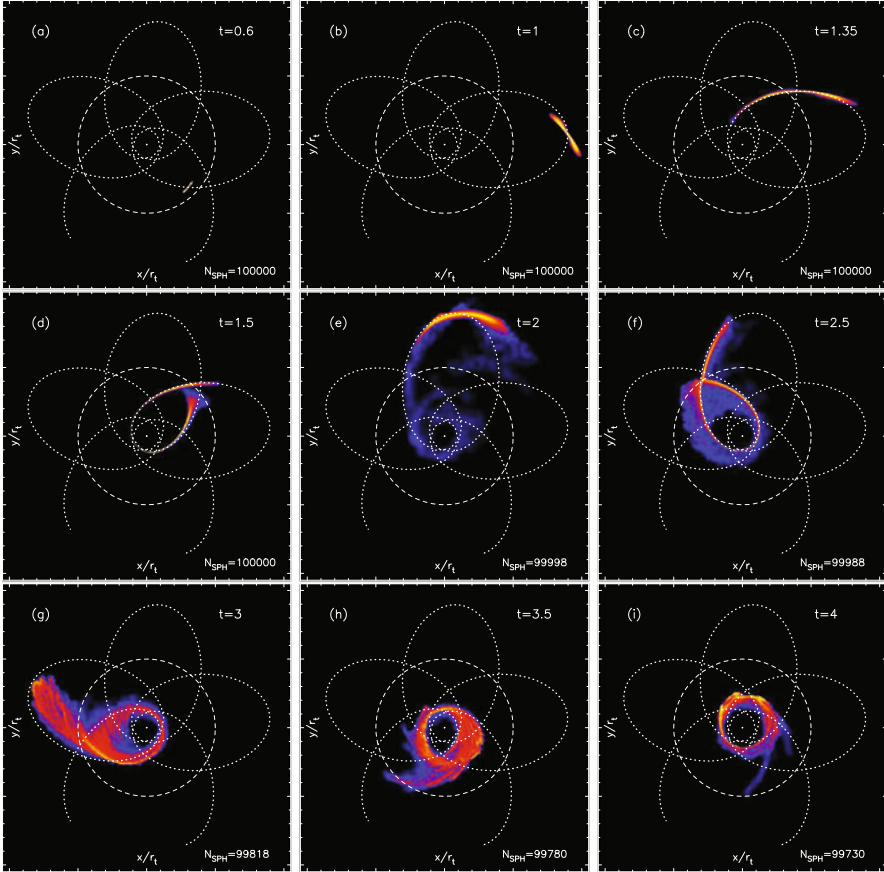 (a) t=0.6
y/r_t
x/r_t
N_SPH=100000
(b) t=1
y/r_t
x/r_t
N_SPH=100000
(c) t=1.35
y/r_t
x/r_t
N_SPH=100000
(d) t=1.5
y/r_t
x/r_t
N_SPH=100000
(e) t=2
y/r_t
x/r_t
N_SPH=99998
(f) t=2.5
y/r_t
x/r_t
N_SPH=99988
(g) t=3
y/r_t
x/r_t
N_SPH=99818
(h) t=3.5
y/r_t
x/r_t
N_SPH=99780
(i) t=4
y/r_t
x/r_t
N_SPH=99730